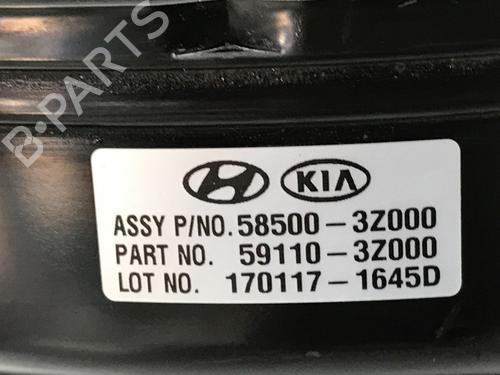 B-PARTS
KIA
ASSY P/NO. 58500-3Z000
PART NO. 59110-3Z000
LOT NO. 170117-1645D